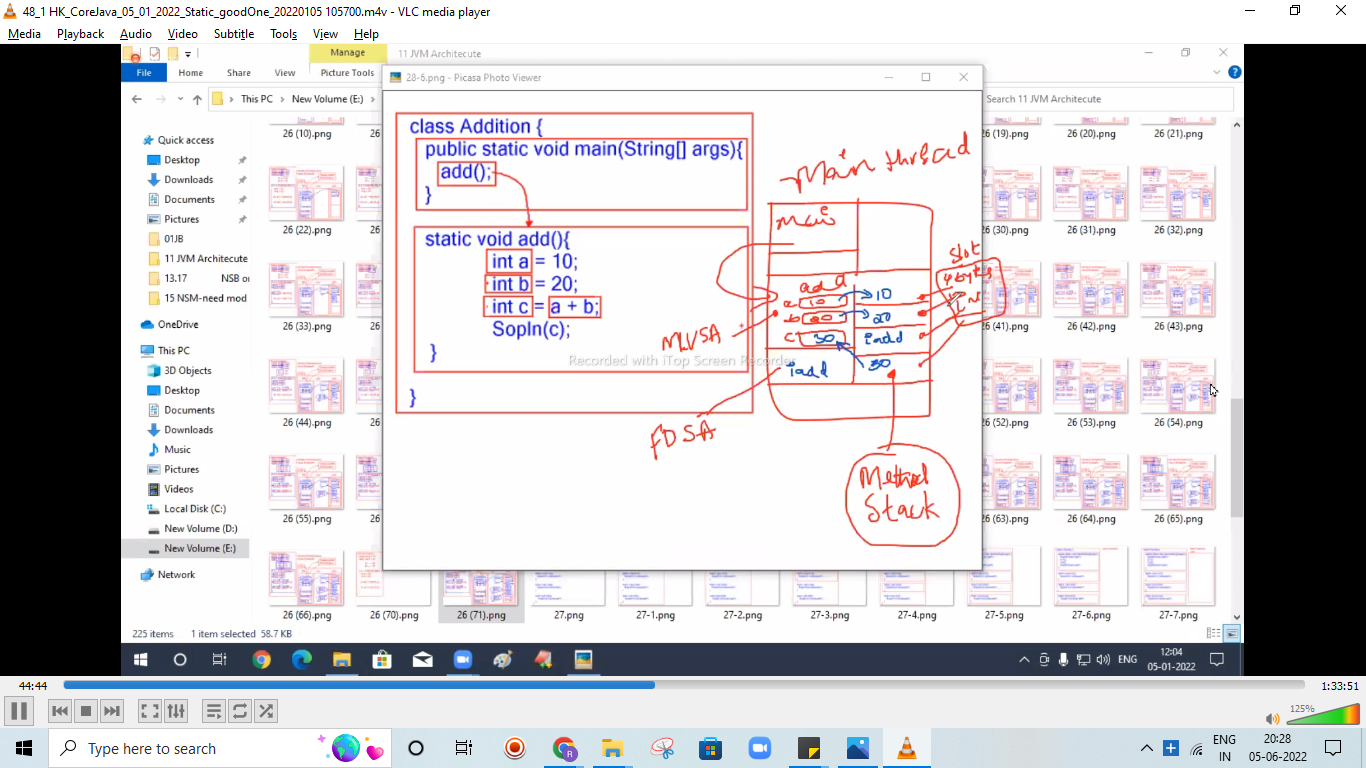 48_1 HK_CoreJava_05_01_2022_Static_goodOne_20220105 105700.m4v - VLC media player
Media Playback Audio Video Subtitle Tools View Help
Manage 11 JVM Architecute
File Home Share View Picture Tools
This PC New Volume (E:) Search 11 JVM Architecute
28-6.png - Picasa Photo Viewer
Quick access
Desktop
Downloads
Documents
Pictures
01JB
11 JVM Architecute
13.17 NSB or
15 NSM-need mod
OneDrive
This PC
3D Objects
Desktop
Documents
Downloads
Music
Pictures
Videos
Local Disk (C:)
New Volume (D:)
New Volume (E:)
Network
26 (10).png 26 (19).png 26 (20).png 26 (21).png
26 (22).png 26 (30).png 26 (31).png 26 (32).png
26 (33).png 26 (41).png 26 (42).png 26 (43).png
26 (44).png 26 (52).png 26 (53).png 26 (54).png
26 (55).png 26 (63).png 26 (64).png 26 (65).png
26 (66).png 26 (70).png 26 (71).png 27.png 27-1.png 27-2.png 27-3.png 27-4.png 27-5.png 27-6.png 27-7.png
class Addition {
public static void main(String[] args){
add();
}
static void add(){
int a = 10;
int b = 20;
int c = a + b;
Sopln(c);
}
}
Recorded with iTop Screen Recorder
Main thread
main
add
a 10 10
b 20 20
c 30 iadd
iadd 30
slot
4 bytes
int
MLVSA
FDSA
Method
Stack
225 items 1 item selected 58.7 KB
ENG 12:04
05-01-2022
44:44 1:33:51
125%
Type here to search
ENG 20:28
IN 05-06-2022